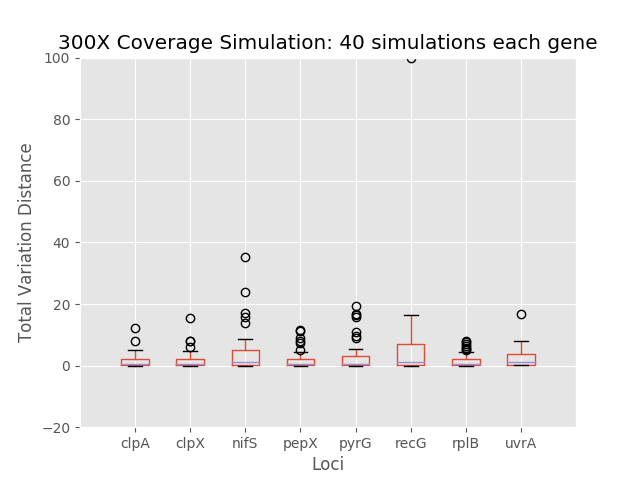 300X Coverage Simulation: 40 simulations each gene
Total Variation Distance
100
80
60
40
20
0
−20
clpA clpX nifS pepX pyrG recG rplB uvrA
Loci